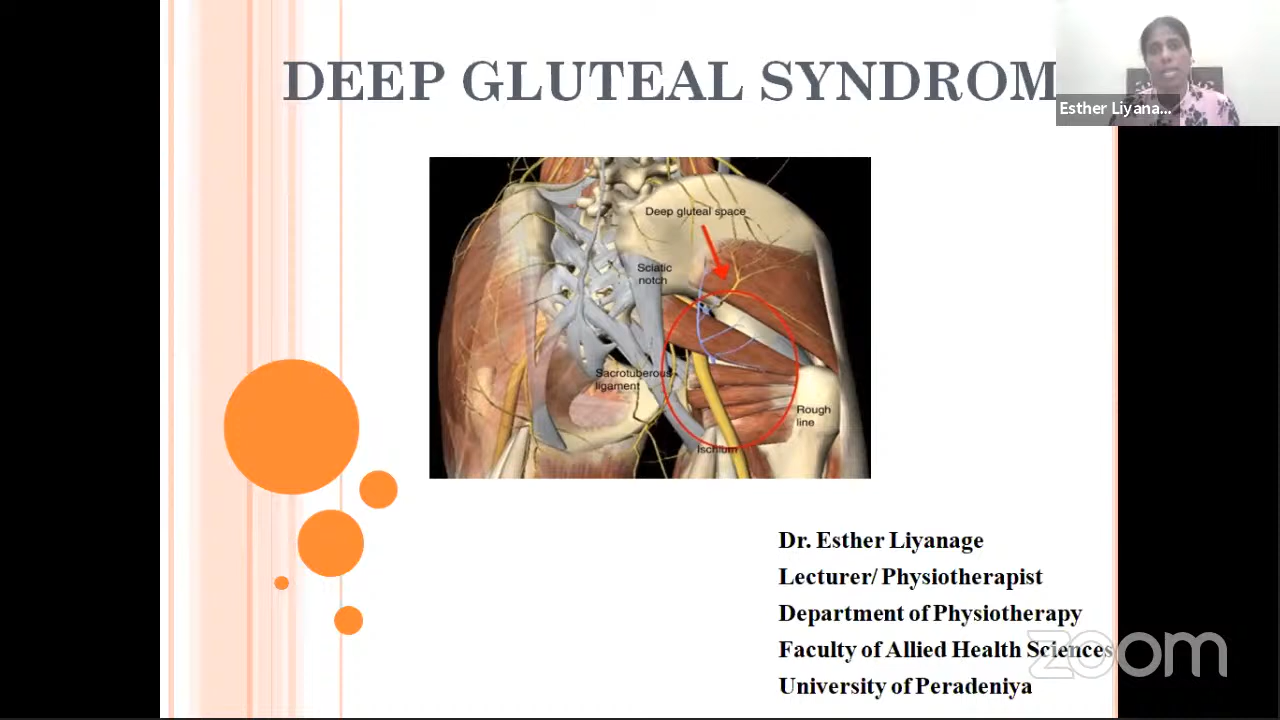 DEEP GLUTEAL SYNDROM
Esther Liyana...
Deep gluteal space
Sciatic
notch
Sacrotuberous
ligament
Rough
line
Ischium
Dr. Esther Liyanage
Lecturer/ Physiotherapist
Department of Physiotherapy
Faculty of Allied Health Sciences
University of Peradeniya
zoom